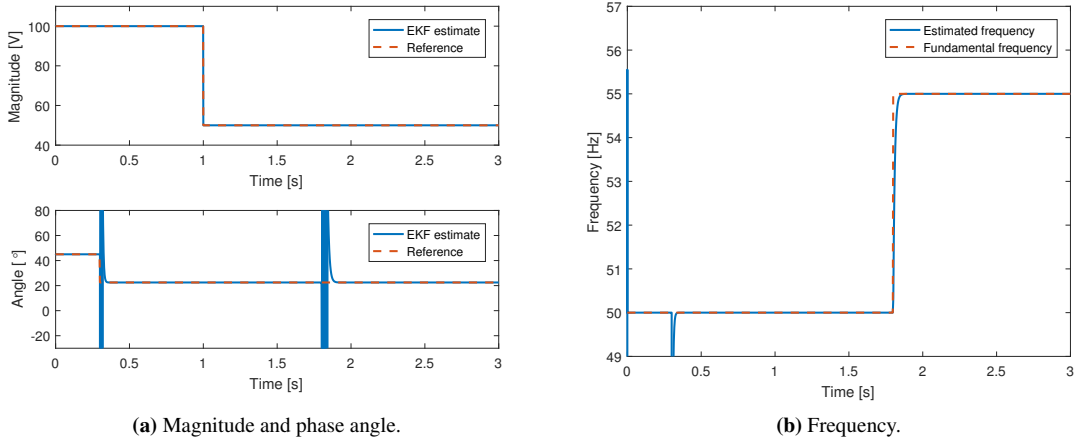 100
80
60
40
Magnitude [V]
EKF estimate
Reference
0 0.5 1 1.5 2 2.5 3
Time [s]
80
60
40
20
0
-20
Angle [°]
EKF estimate
Reference
0 0.5 1 1.5 2 2.5 3
Time [s]
(a) Magnitude and phase angle.
57
56
55
54
53
52
51
50
49
Frequency [Hz]
Estimated frequency
Fundamental frequency
0 0.5 1 1.5 2 2.5 3
Time [s]
(b) Frequency.